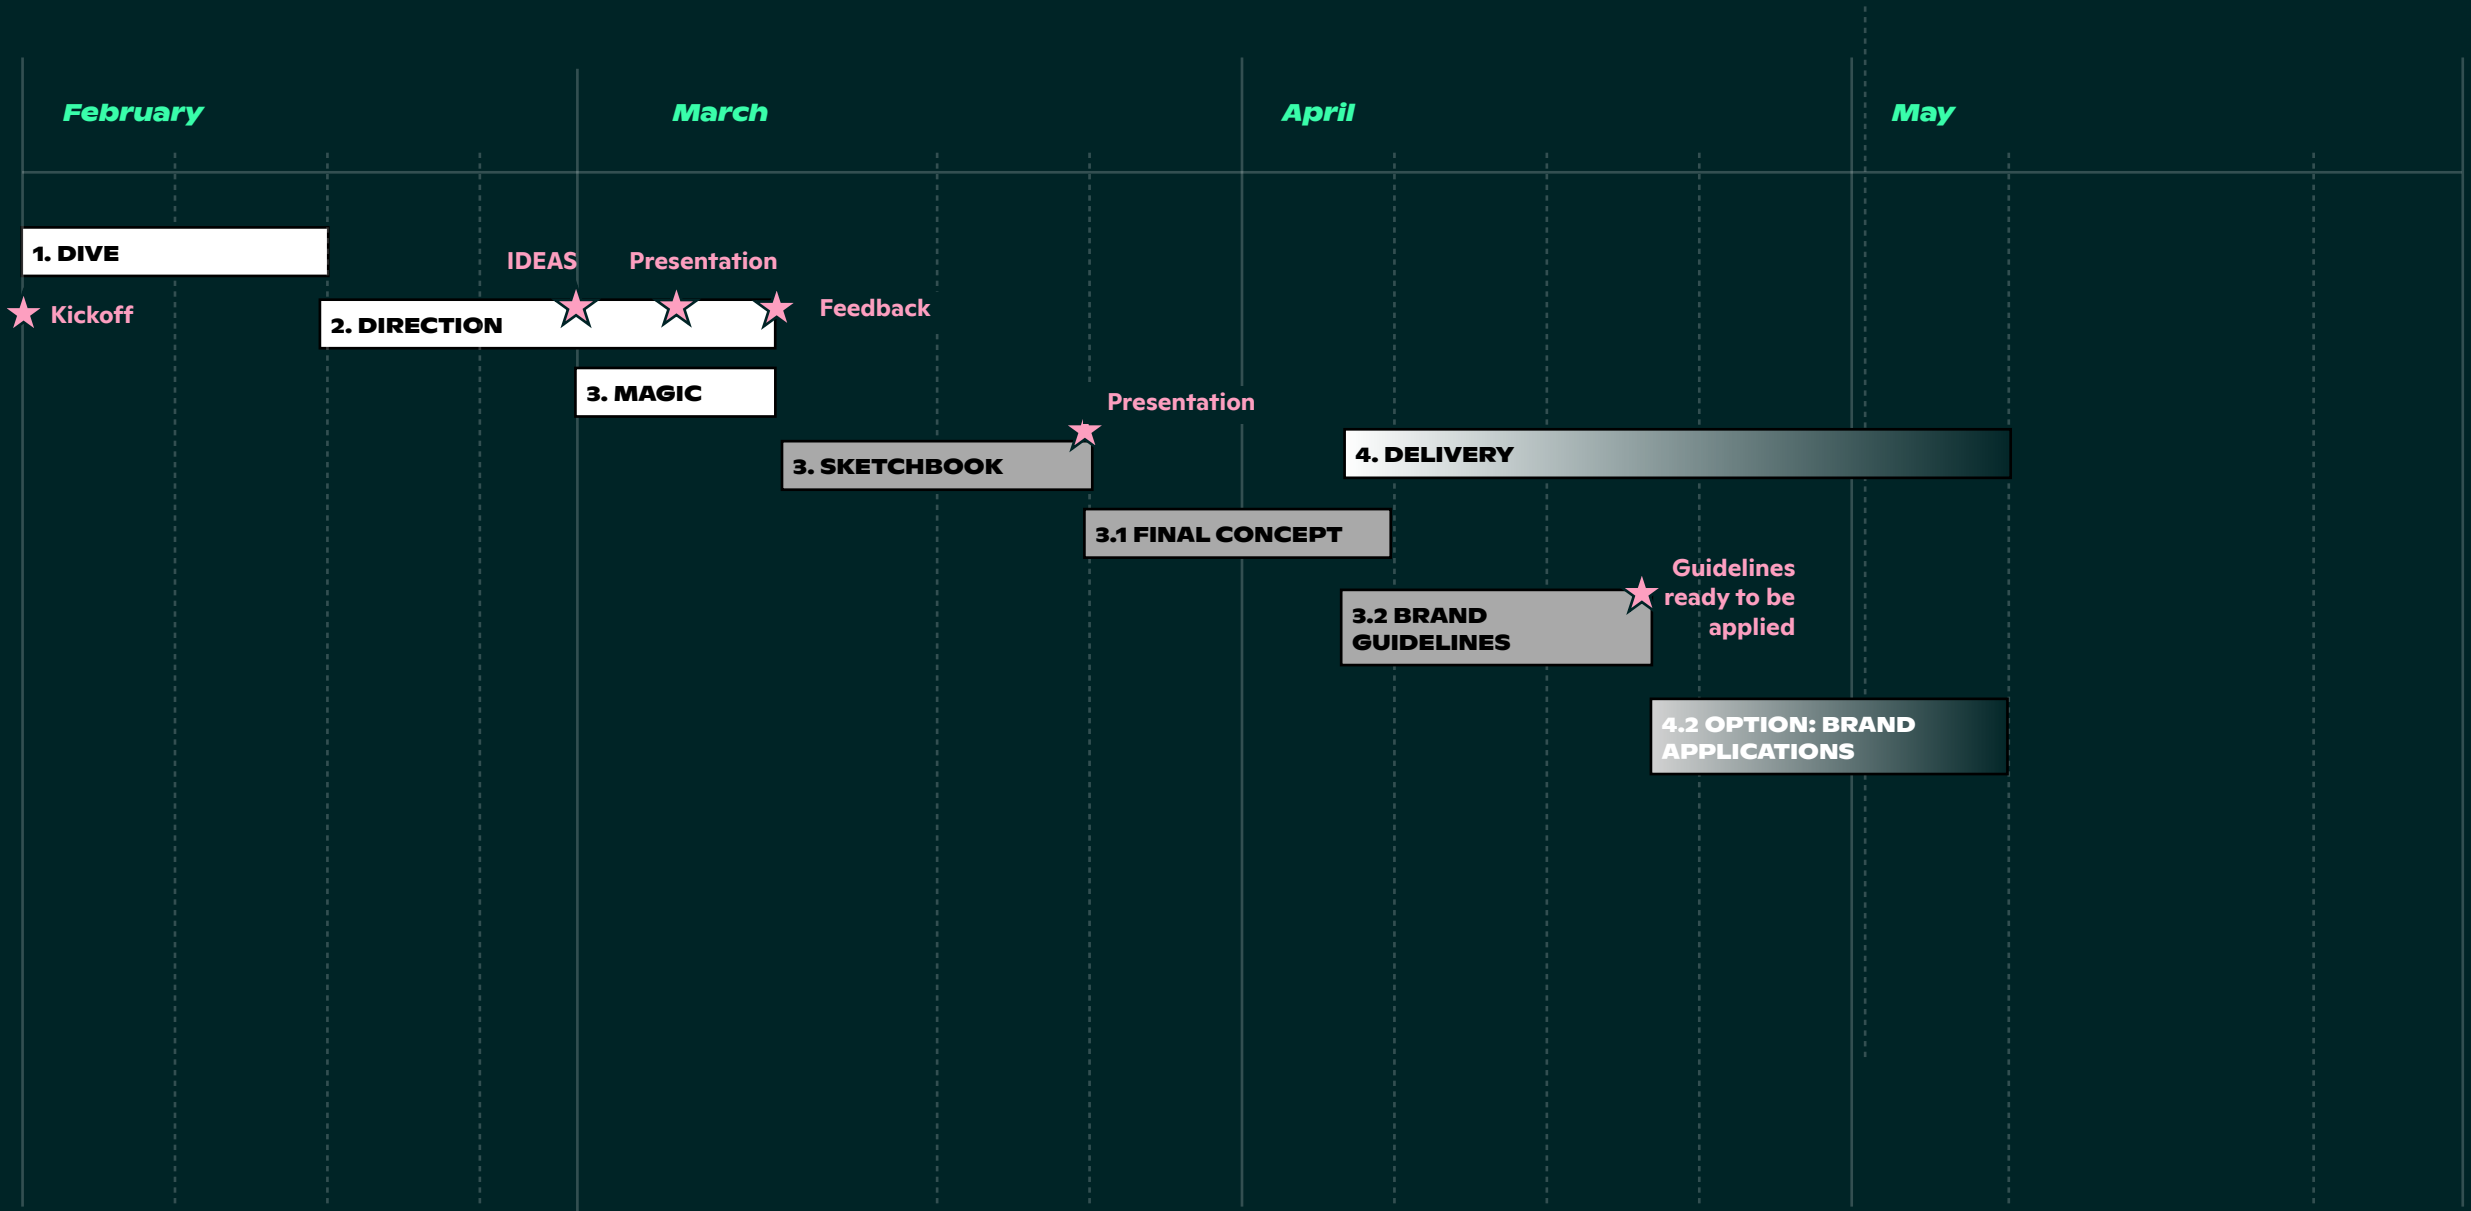 February
March
April
May
1. DIVE
IDEAS
Presentation
Kickoff
2. DIRECTION
Feedback
3. MAGIC
Presentation
3. SKETCHBOOK
4. DELIVERY
3.1 FINAL CONCEPT
Guidelines
ready to be
applied
3.2 BRAND
GUIDELINES
4.2 OPTION: BRAND
APPLICATIONS